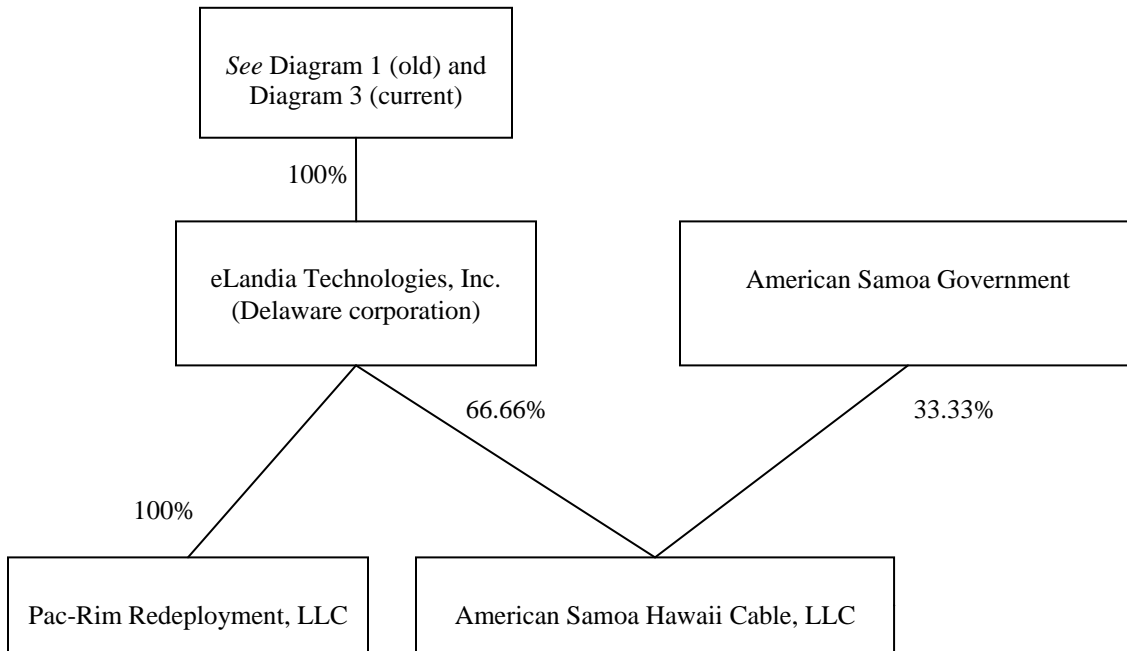 See Diagram 1 (old) and
Diagram 3 (current)
100%
eLandia Technologies, Inc.
(Delaware corporation)
American Samoa Government
66.66%
33.33%
100%
Pac-Rim Redeployment, LLC
American Samoa Hawaii Cable, LLC